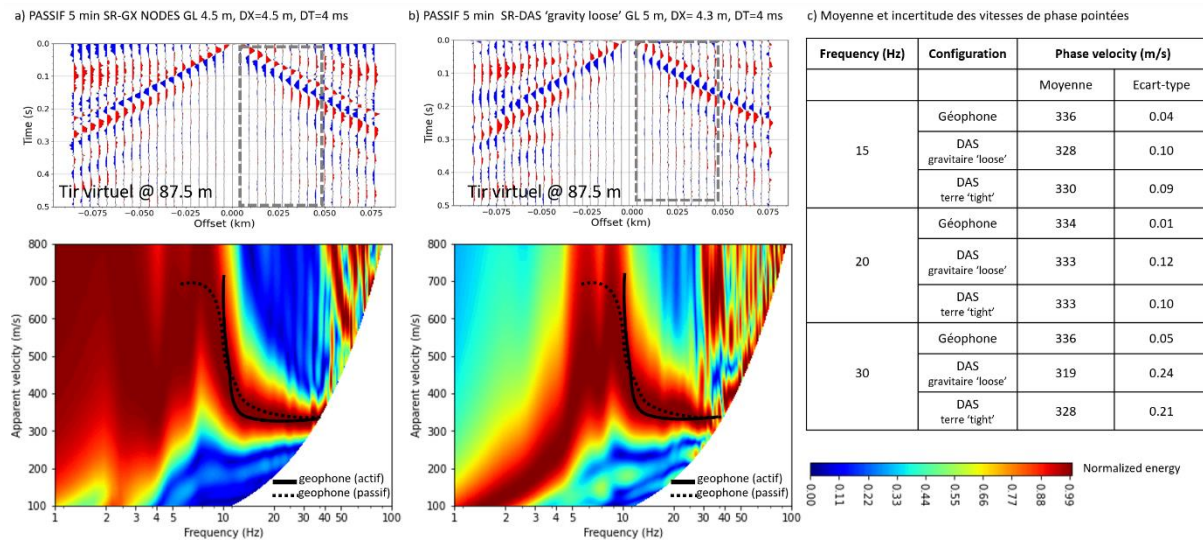 a) PASSIF 5 min SR-GX NODES GL 4.5 m, DX=4.5 m, DT=4 ms
0.0
0.1
0.2
0.3
0.4
0.5
Time (s)
Tir virtuel @ 87.5 m
−0.075 −0.050 −0.025 0.000 0.025 0.050 0.075
Offset (km)
800
700
600
500
400
300
200
100
Apparent velocity (m/s)
geophone (actif)
geophone (passif)
1 2 3 4 5 10 20 30 40 50 100
Frequency (Hz)
b) PASSIF 5 min SR-DAS ‘gravity loose’ GL 5 m, DX= 4.3 m, DT=4 ms
0.0
0.1
0.2
0.3
0.4
0.5
Time (s)
Tir virtuel @ 87.5 m
−0.075 −0.050 −0.025 0.000 0.025 0.050 0.075
Offset (km)
800
700
600
500
400
300
200
100
Apparent velocity (m/s)
geophone (actif)
geophone (passif)
1 2 3 4 5 10 20 30 40 50 100
Frequency (Hz)
c) Moyenne et incertitude des vitesses de phase pointées
Frequency (Hz) Configuration Phase velocity (m/s)
Moyenne Ecart-type
15
Géophone 336 0.04
DAS
gravitaire ‘loose’ 328 0.10
DAS
terre ‘tight’ 330 0.09
20
Géophone 334 0.01
DAS
gravitaire ‘loose’ 333 0.12
DAS
terre ‘tight’ 333 0.10
30
Géophone 336 0.05
DAS
gravitaire ‘loose’ 319 0.24
DAS
terre ‘tight’ 328 0.21
Normalized energy
0.00 0.11 0.22 0.33 0.44 0.55 0.66 0.77 0.88 0.99